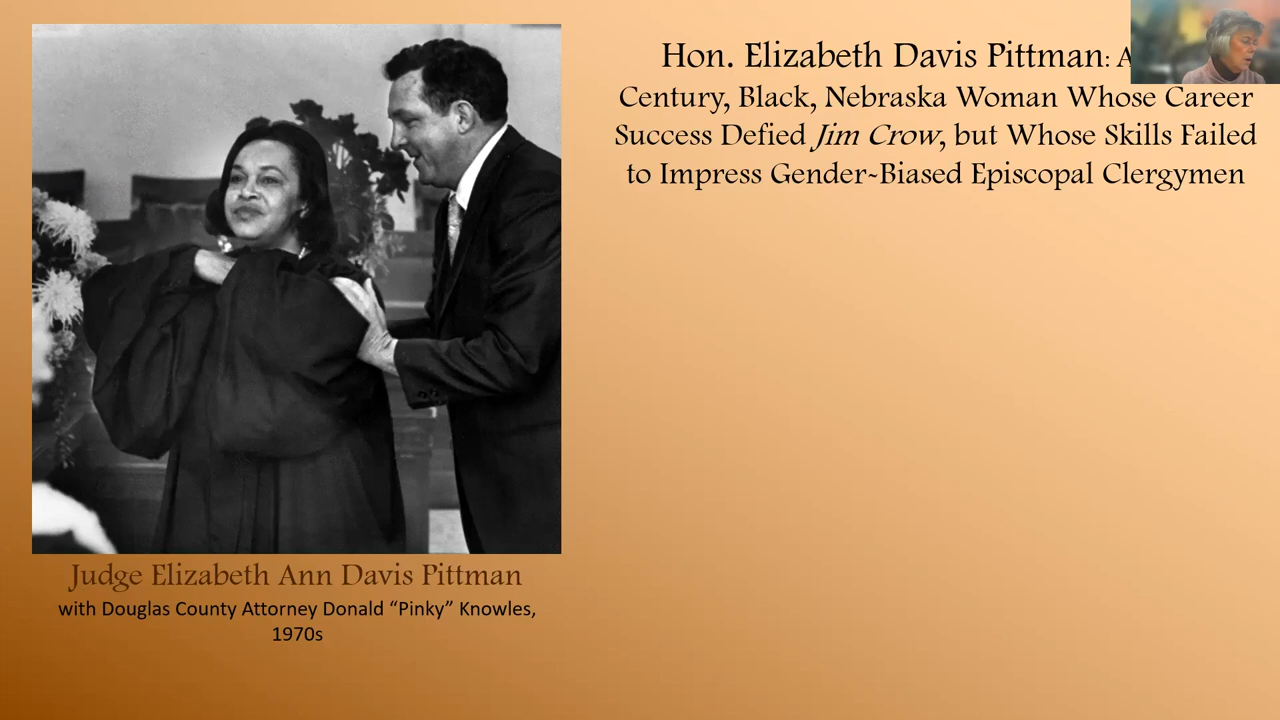 Hon. Elizabeth Davis Pittman: A
Century, Black, Nebraska Woman Whose Career
Success Defied Jim Crow, but Whose Skills Failed
to Impress Gender-Biased Episcopal Clergymen
Judge Elizabeth Ann Davis Pittman
with Douglas County Attorney Donald “Pinky” Knowles,
1970s